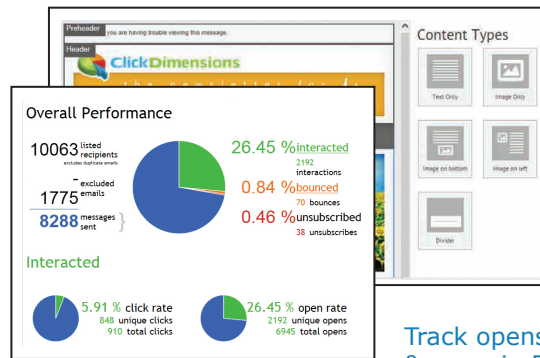 Preheader
you are having trouble viewing this message.
Header
ClickDimensions
Content Types
Text Only
Image Only
Image on bottom
Image on left
Divider
Overall Performance
10063 listed recipients
excludes duplicate emails
- 1775 excluded emails
8288 messages sent
26.45 % interacted
2192 interactions
0.84 % bounced
70 bounces
0.46 % unsubscribed
38 unsubscribes
Interacted
5.91 % click rate
848 unique clicks
910 total clicks
26.45 % open rate
2192 unique opens
6945 total opens
Track opens